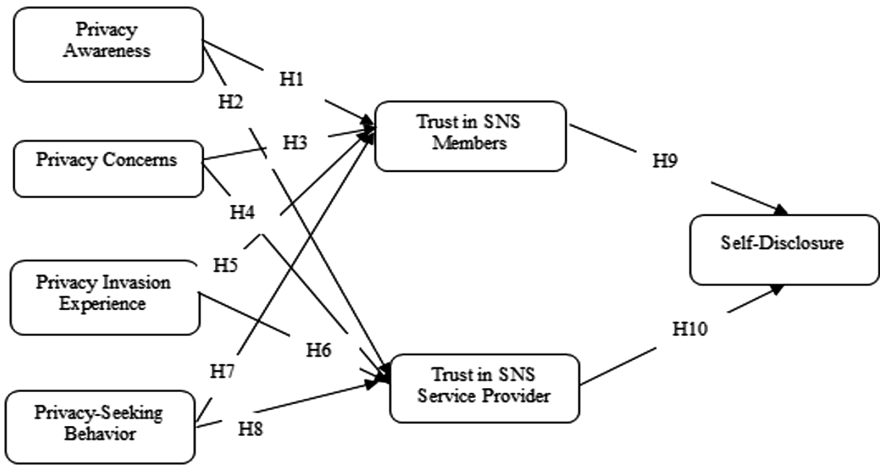 Privacy
Awareness
H1
H2
Trust in SNS
Members
H3
Privacy Concerns
H9
H4
Self-Disclosure
H5
Privacy Invasion
Experience
H6
H10
H7
Trust in SNS
Service Provider
Privacy-Seeking
Behavior
H8